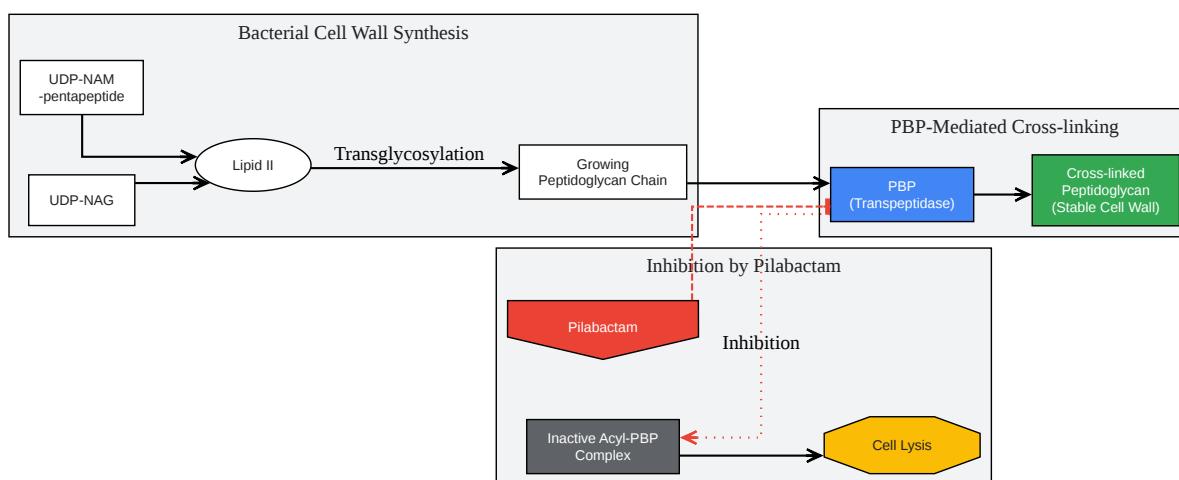 Bacterial Cell Wall Synthesis
UDP-NAM
-pentapeptide
Lipid II
Transglycosylation
Growing
Peptidoglycan Chain
UDP-NAG
PBP-Mediated Cross-linking
PBP
(Transpeptidase)
Cross-linked
Peptidoglycan
(Stable Cell Wall)
Inhibition by Pilabactam
Pilabactam
Inhibition
Inactive Acyl-PBP
Complex
Cell Lysis